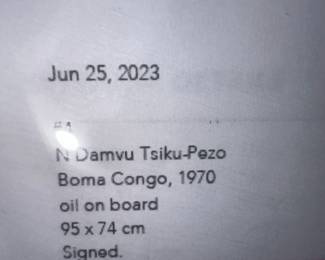 Jun 25, 2023
N Damvu Tsiku-Pezo
Boma Congo, 1970
oil on board
95 x 74 cm
Signed.